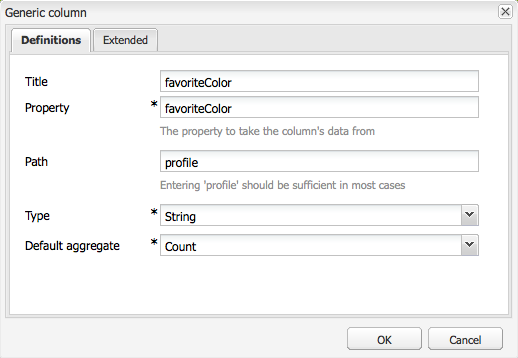 Generic column
Definitions Extended
Title favoriteColor
Property * favoriteColor
The property to take the column's data from
Path profile
Entering 'profile' should be sufficient in most cases
Type * String
Default aggregate * Count
OK Cancel